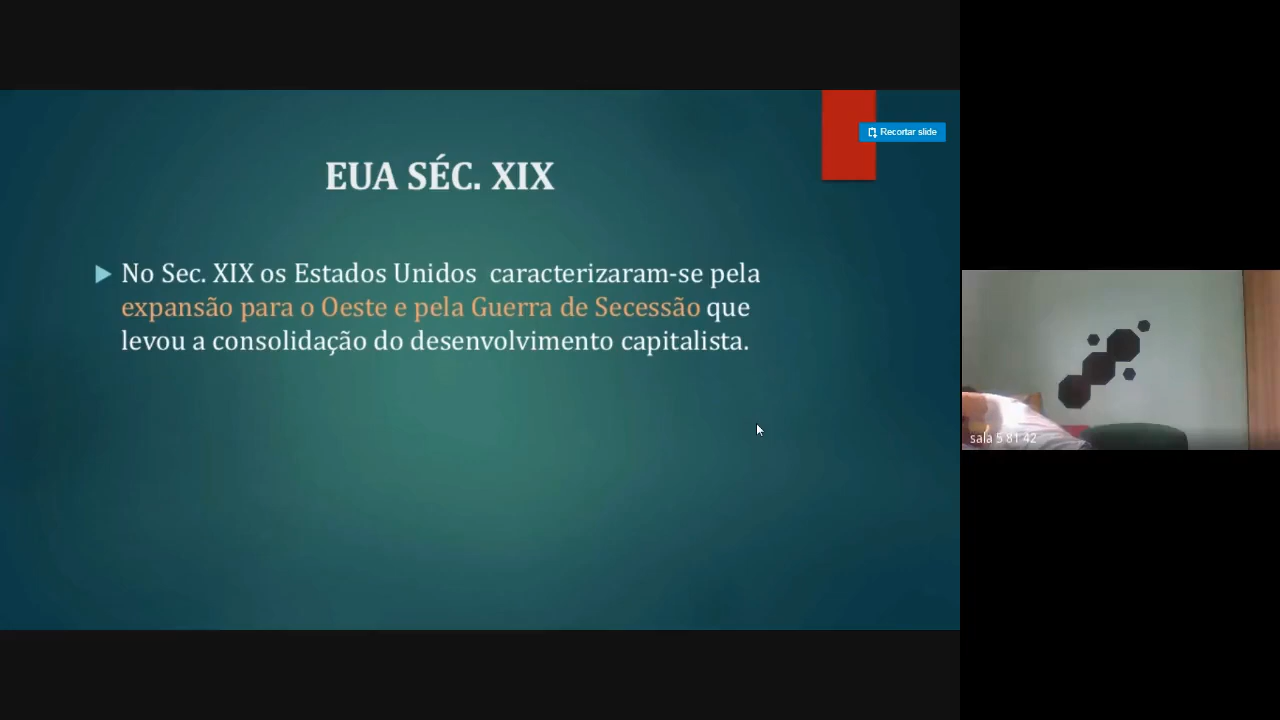 Recortar slide
EUA SÉC. XIX
No Sec. XIX os Estados Unidos  caracterizaram-se pela
expansão para o Oeste e pela Guerra de Secessão que
levou a consolidação do desenvolvimento capitalista.
sala 5 81 42